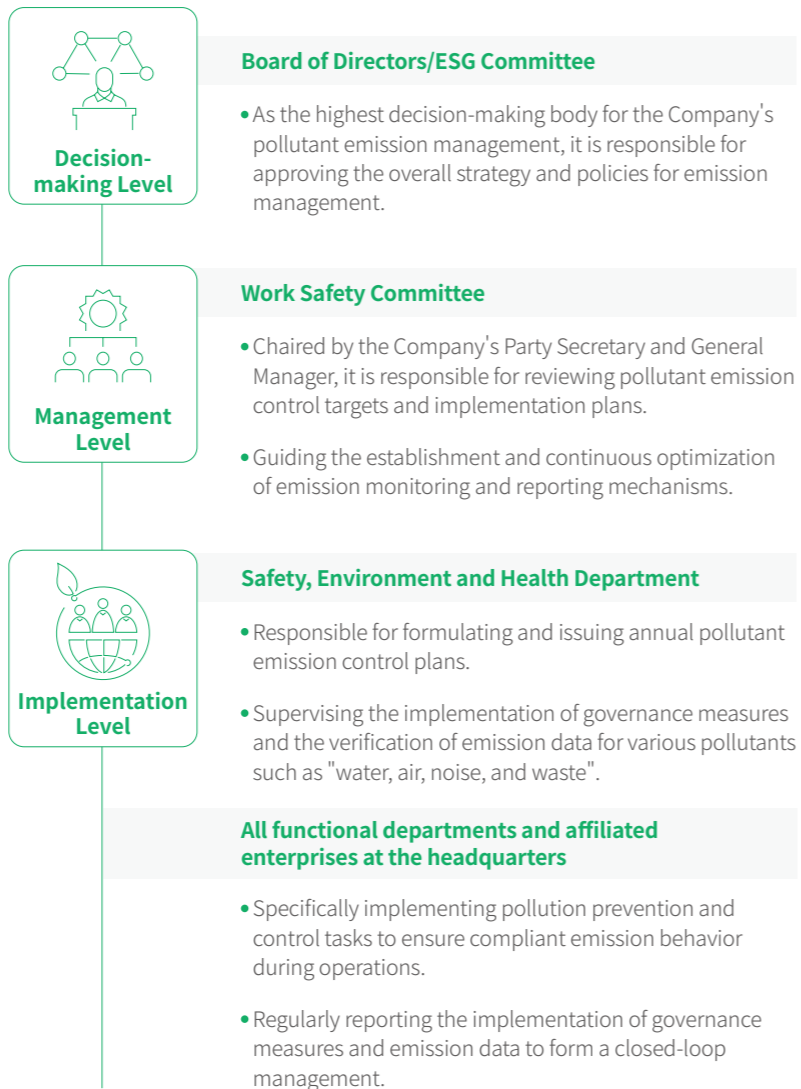 Decision-
making Level
Board of Directors/ESG Committee
• As the highest decision-making body for the Company's
pollutant emission management, it is responsible for
approving the overall strategy and policies for emission
management.
Management
Level
Work Safety Committee
• Chaired by the Company's Party Secretary and General
Manager, it is responsible for reviewing pollutant emission
control targets and implementation plans.
• Guiding the establishment and continuous optimization
of emission monitoring and reporting mechanisms.
Implementation
Level
Safety, Environment and Health Department
• Responsible for formulating and issuing annual pollutant
emission control plans.
• Supervising the implementation of governance measures
and the verification of emission data for various pollutants
such as "water, air, noise, and waste".
All functional departments and affiliated
enterprises at the headquarters
• Specifically implementing pollution prevention and
control tasks to ensure compliant emission behavior
during operations.
• Regularly reporting the implementation of governance
measures and emission data to form a closed-loop
management.